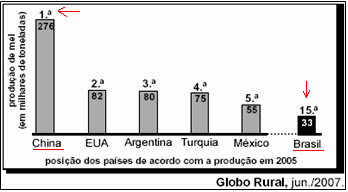 produção de mel
(em milhares de toneladas)
1.ª
276
2.ª
82
3.ª
80
4.ª
75
5.ª
55
15.ª
33
China EUA Argentina Turquia México Brasil
posição dos países de acordo com a produção em 2005
Globo Rural, jun./2007.